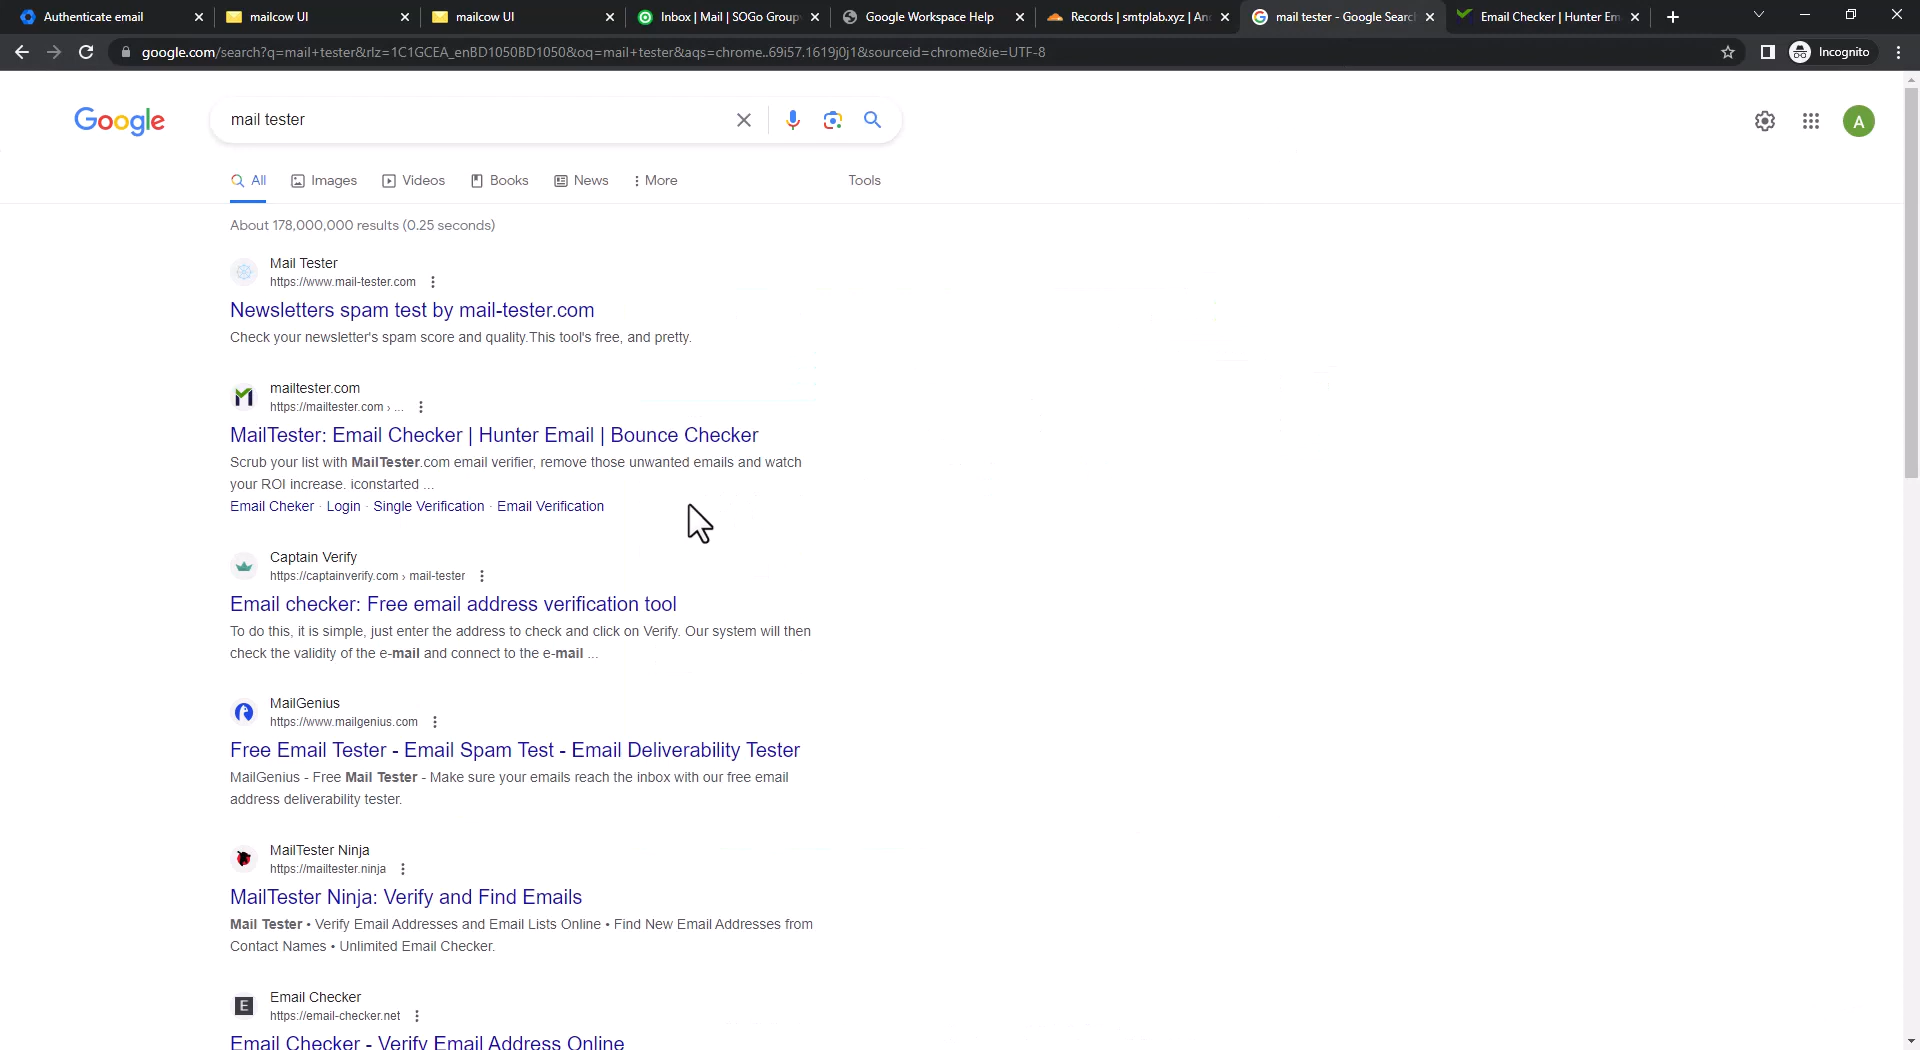 Authenticate email
mailcow UI
mailcow UI
Inbox | Mail | SOGo Group
Google Workspace Help
Records | smtplab.xyz | An
mail tester - Google Search
Email Checker | Hunter Em
google.com/search?q=mail+tester&rlz=1C1GCEA_enBD1050BD1050&oq=mail+tester&aqs=chrome..69i57.1619j0j1&sourceid=chrome&ie=UTF-8
Incognito
Google
mail tester
A
All
Images
Videos
Books
News
More
Tools
About 178,000,000 results (0.25 seconds)
Mail Tester
https://www.mail-tester.com
Newsletters spam test by mail-tester.com
Check your newsletter's spam score and quality.This tool's free, and pretty.
mailtester.com
https://mailtester.com › ...
MailTester: Email Checker | Hunter Email | Bounce Checker
Scrub your list with MailTester.com email verifier, remove those unwanted emails and watch
your ROI increase. iconstarted ...
Email Cheker · Login · Single Verification · Email Verification
Captain Verify
https://captainverify.com › mail-tester
Email checker: Free email address verification tool
To do this, it is simple, just enter the address to check and click on Verify. Our system will then
check the validity of the e-mail and connect to the e-mail ...
MailGenius
https://www.mailgenius.com
Free Email Tester - Email Spam Test - Email Deliverability Tester
MailGenius - Free Mail Tester - Make sure your emails reach the inbox with our free email
address deliverability tester.
MailTester Ninja
https://mailtester.ninja
MailTester Ninja: Verify and Find Emails
Mail Tester • Verify Email Addresses and Email Lists Online • Find New Email Addresses from
Contact Names • Unlimited Email Checker.
E
Email Checker
https://email-checker.net
Email Checker - Verify Email Address Online